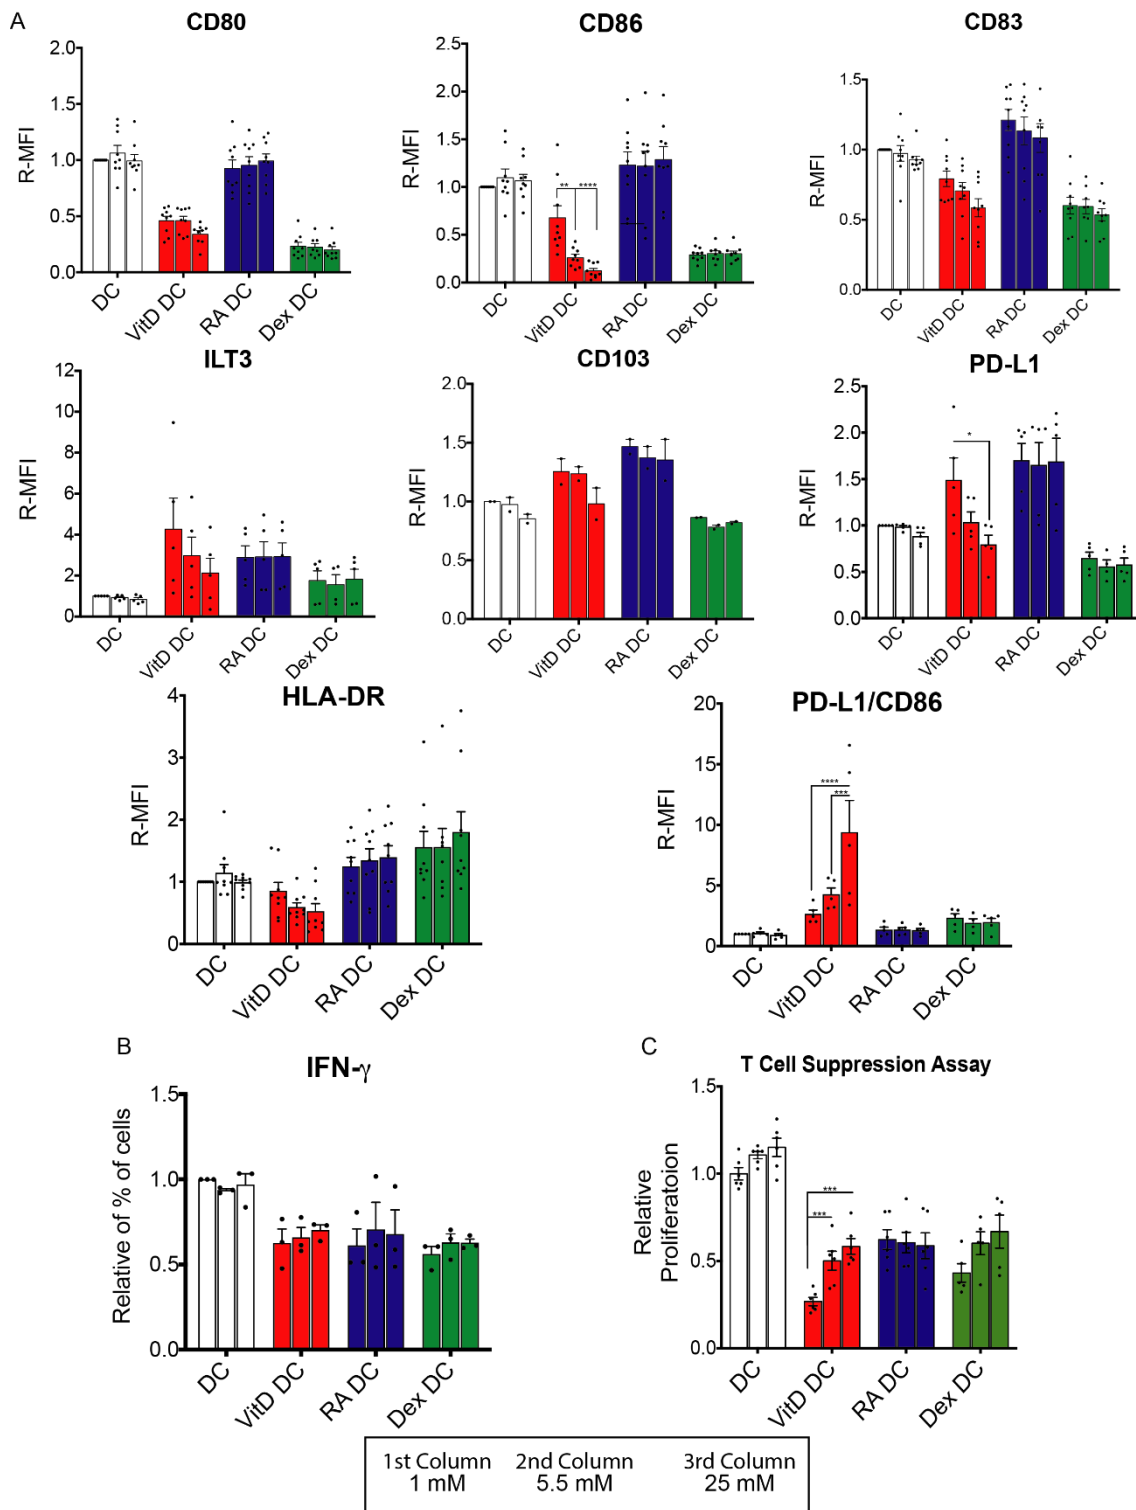 A
CD80
R-MFI
2.0
1.5
1.0
0.5
0.0
DC
VitD DC
RA DC
Dex DC
CD86
R-MFI
2.5
2.0
1.5
1.0
0.5
0.0
** ****
DC
VitD DC
RA DC
Dex DC
CD83
R-MFI
1.5
1.0
0.5
0.0
DC
VitD DC
RA DC
Dex DC
ILT3
R-MFI
12
10
8
6
4
2
0
DC
VitD DC
RA DC
Dex DC
CD103
R-MFI
2.0
1.5
1.0
0.5
0.0
DC
VitD DC
RA DC
Dex DC
PD-L1
R-MFI
2.5
2.0
1.5
1.0
0.5
0.0
*
DC
VitD DC
RA DC
Dex DC
HLA-DR
R-MFI
4
3
2
1
0
DC
VitD DC
RA DC
Dex DC
PD-L1/CD86
R-MFI
20
15
10
5
0
****
***
DC
VitD DC
RA DC
Dex DC
B
IFN-γ
Relative of % of cells
1.5
1.0
0.5
0.0
DC
VitD DC
RA DC
Dex DC
C
T Cell Suppression Assay
Relative
Proliferatoion
1.5
1.0
0.5
0.0
***
***
DC
VitD DC
RA DC
Dex DC
1st Column 2nd Column 3rd Column
1 mM 5.5 mM 25 mM